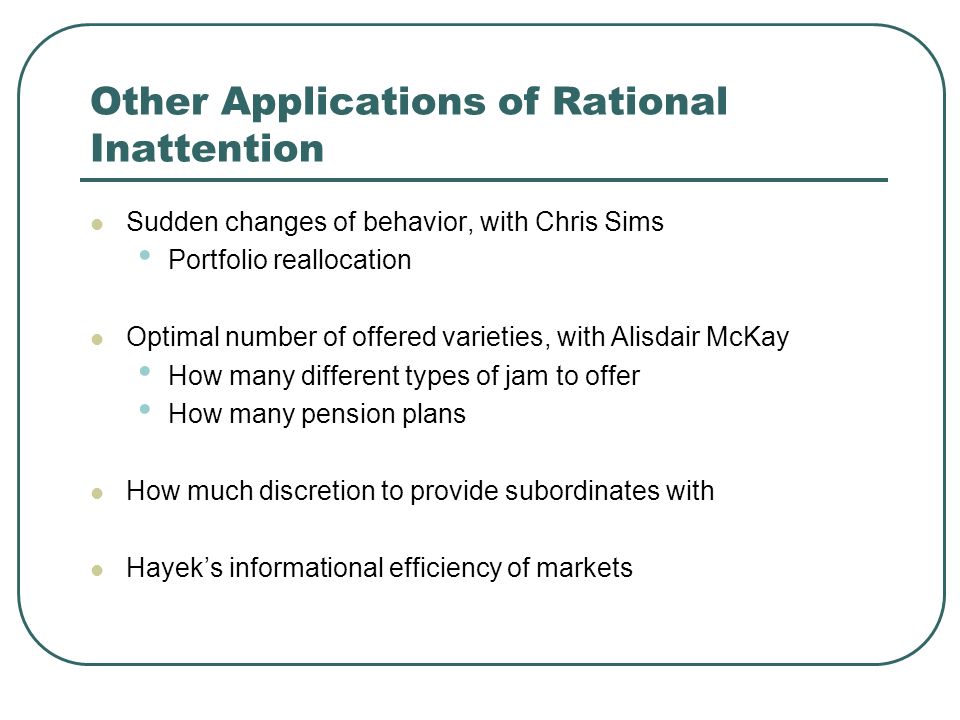 Other Applications of Rational
Inattention
Sudden changes of behavior, with Chris Sims
Portfolio reallocation
Optimal number of offered varieties, with Alisdair McKay
How many different types of jam to offer
How many pension plans
How much discretion to provide subordinates with
Hayek’s informational efficiency of markets